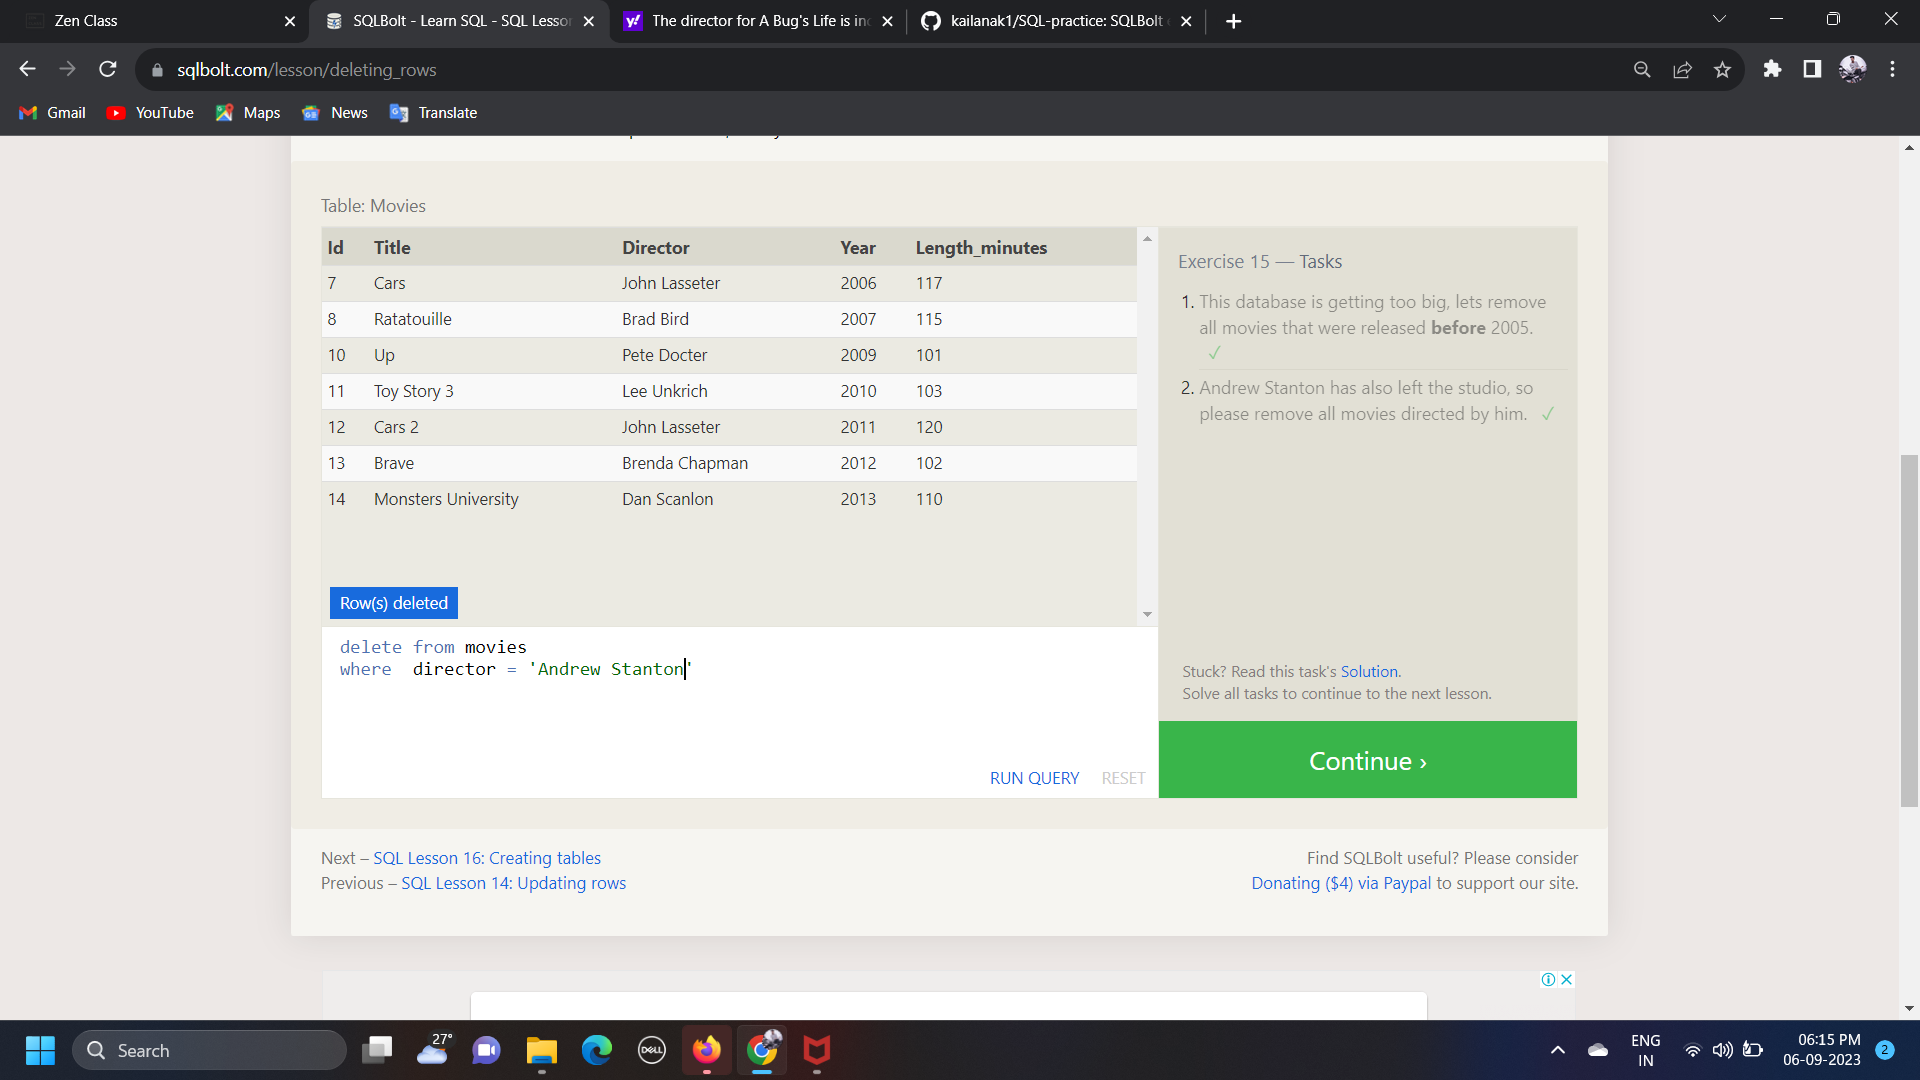 Zen Class
SQLBolt - Learn SQL - SQL Lesson
The director for A Bug's Life is inc
kailanak1/SQL-practice: SQLBolt
sqlbolt.com/lesson/deleting_rows
Gmail
YouTube
Maps
News
Translate
Table: Movies
Id Title Director Year Length_minutes
7 Cars John Lasseter 2006 117
8 Ratatouille Brad Bird 2007 115
10 Up Pete Docter 2009 101
11 Toy Story 3 Lee Unkrich 2010 103
12 Cars 2 John Lasseter 2011 120
13 Brave Brenda Chapman 2012 102
14 Monsters University Dan Scanlon 2013 110
Row(s) deleted
delete from movies
where  director = 'Andrew Stanton'
RUN QUERY RESET
Exercise 15 — Tasks
1. This database is getting too big, lets remove
all movies that were released before 2005.
✓
2. Andrew Stanton has also left the studio, so
please remove all movies directed by him. ✓
Stuck? Read this task's Solution.
Solve all tasks to continue to the next lesson.
Continue ›
Next – SQL Lesson 16: Creating tables
Previous – SQL Lesson 14: Updating rows
Find SQLBolt useful? Please consider
Donating ($4) via Paypal to support our site.
Search
27°
DELL
ENG
IN
06:15 PM
06-09-2023
2